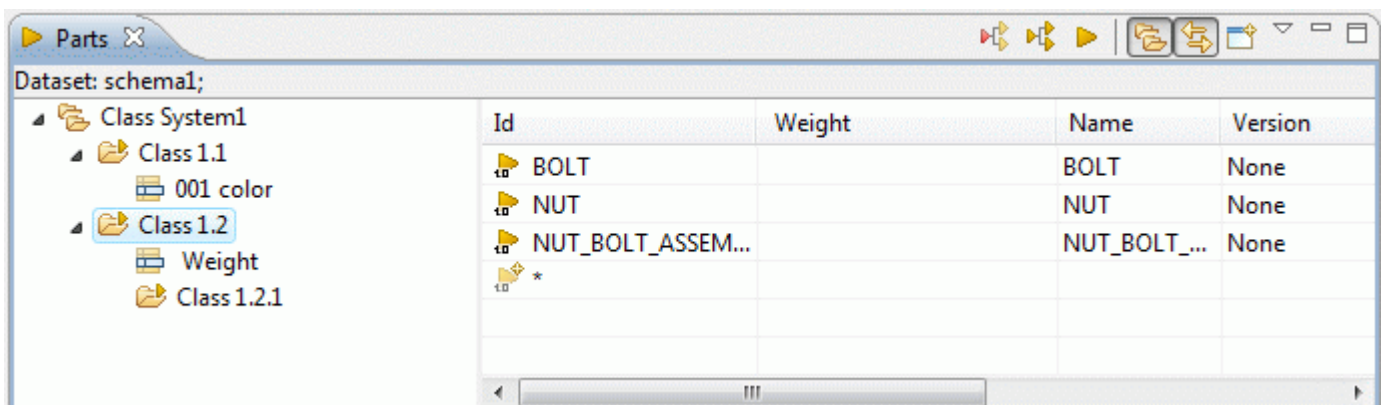 Parts
Dataset: schema1;
Class System1
Class 1.1
001 color
Class 1.2
Weight
Class 1.2.1
Id Weight Name Version
BOLT BOLT None
NUT NUT None
NUT_BOLT_ASSEM... NUT_BOLT_... None
*